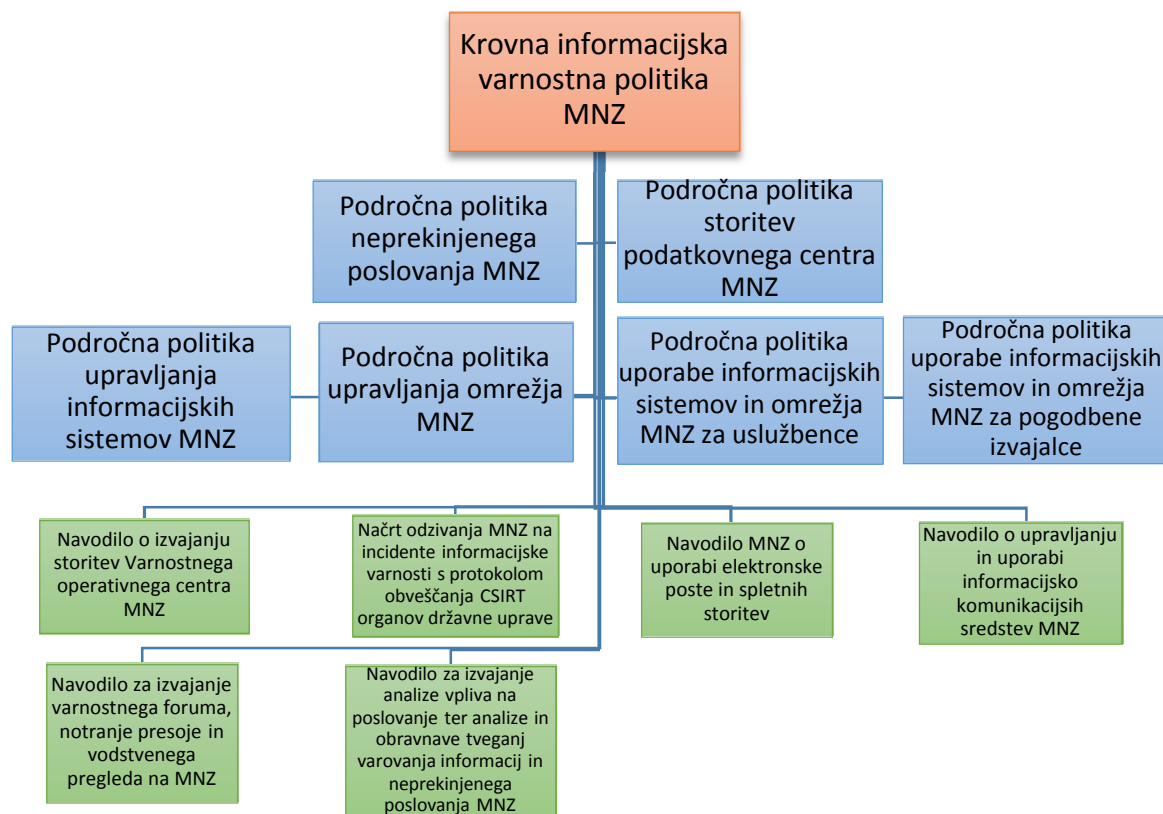 Krovna informacijska
varnostna politika
MNZ
Področna politika
neprekinjenega
poslovanja MNZ
Področna politika
storitev
podatkovnega centra
MNZ
Področna politika
upravljanja
informacijskih
sistemov MNZ
Področna politika
upravljanja omrežja
MNZ
Področna politika
uporabe informacijskih
sistemov in omrežja
MNZ za uslužbence
Področna politika
uporabe informacijskih
sistemov in omrežja
MNZ za pogodbene
izvajalce
Navodilo o izvajanju
storitev Varnostnega
operativnega centra
MNZ
Načrt odzivanja MNZ na
incidente informacijske
varnosti s protokolom
obveščanja CSIRT
organov državne uprave
Navodilo MNZ o
uporabi elektronske
poste in spletnih
storitev
Navodilo o upravljanju
in uporabi
informacijsko
komunikacijsih
sredstev MNZ
Navodilo za izvajanje
varnostnega foruma,
notranje presoje in
vodstvenega
pregleda na MNZ
Navodilo za izvajanje
analize vpliva na
poslovanje ter analize in
obravnave tveganj
varovanja informacij in
neprekinjenega
poslovanja MNZ